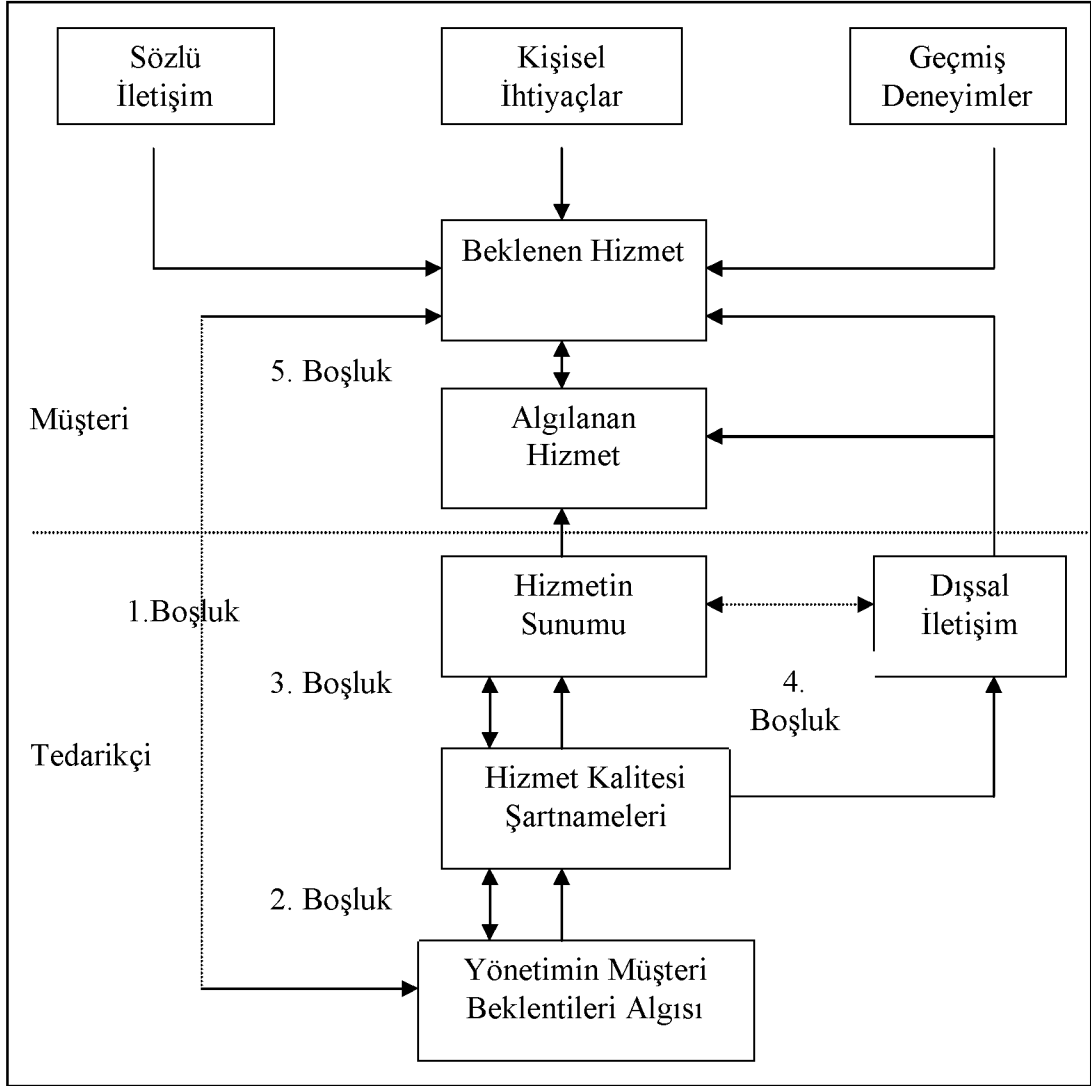 Sözlü
İletişim
Kişisel
İhtiyaçlar
Geçmiş
Deneyimler
Beklenen Hizmet
5. Boşluk
Müşteri
Algılanan
Hizmet
1.Boşluk
Hizmetin
Sunumu
Dışsal
İletişim
3. Boşluk
4.
Boşluk
Tedarikçi
Hizmet Kalitesi
Şartnameleri
2. Boşluk
Yönetimin Müşteri
Beklentileri Algısı